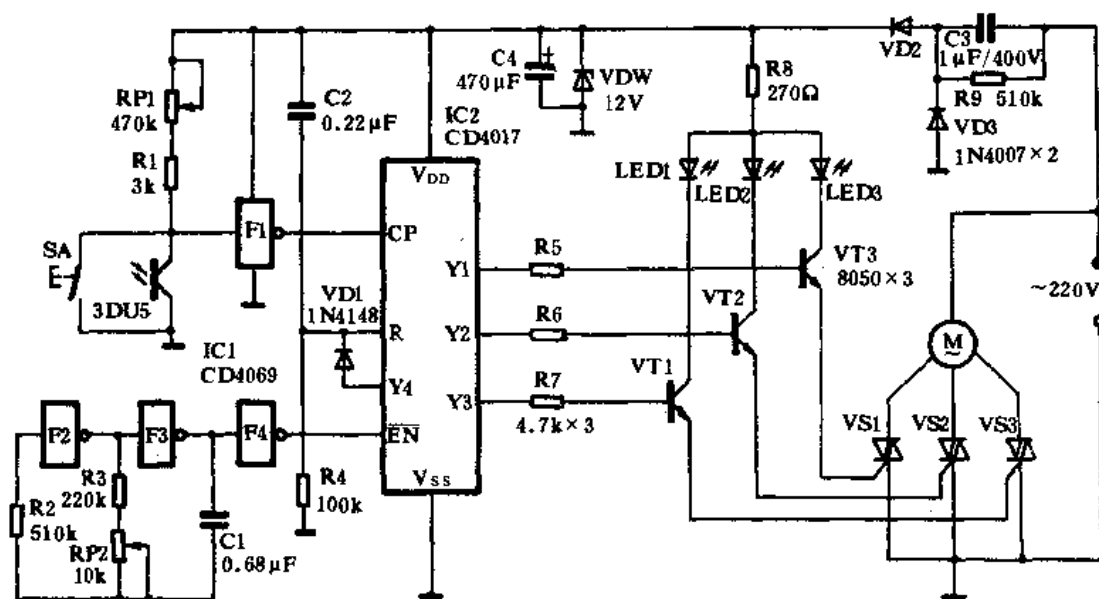 RP1
470k
R1
3k
SA
3DU5
F1
C2
0.22μF
IC2
CD4017
VDD
CP
R
Y4
EN
VSS
Y1
Y2
Y3
VD1
1N4148
IC1
CD4069
F2
F3
F4
R2
510k
R3
220k
RP2
10k
C1
0.68μF
R4
100k
C4
470μF
+
VDW
12V
R8
270Ω
LED1
LED2
LED3
R5
R6
R7
4.7k×3
VT1
VT2
VT3
8050×3
VD2
C3
1μF/400V
R9 510k
VD3
1N4007×2
~220V
M
VS1
VS2
VS3